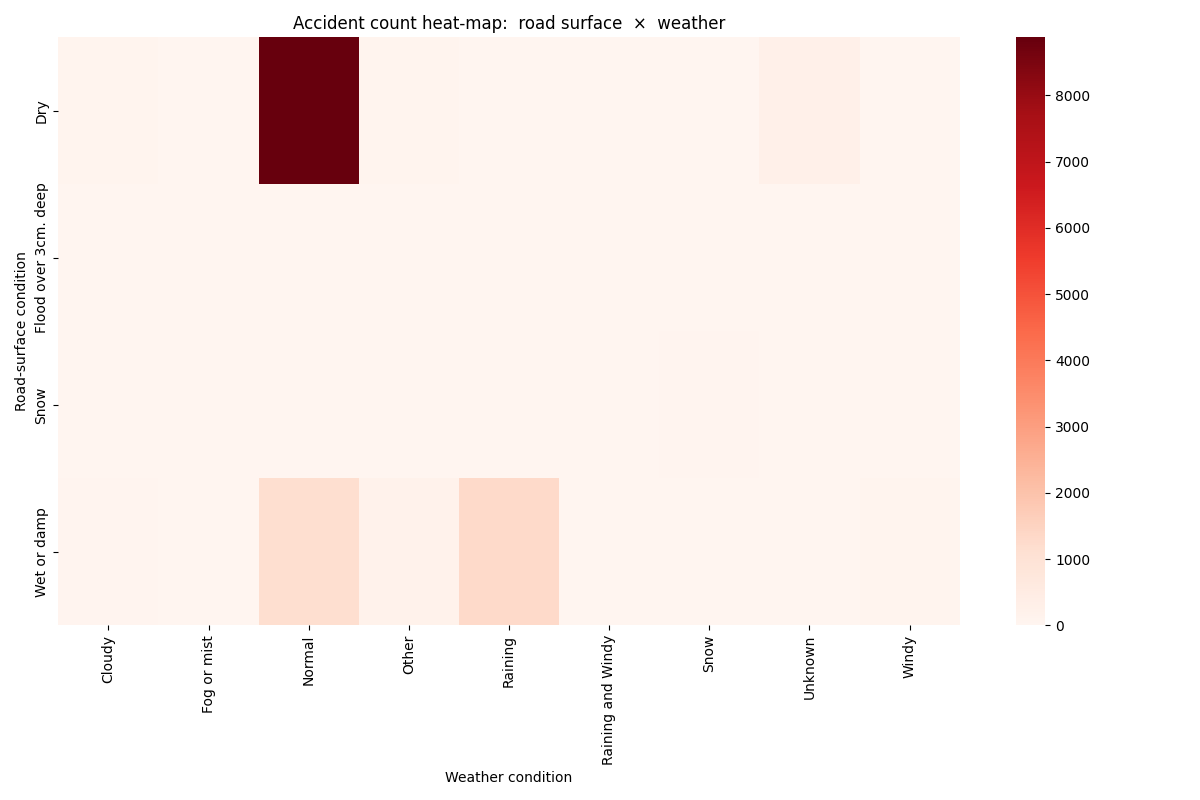 Accident count heat-map:  road surface  ×  weather
Road-surface condition
Dry
Flood over 3cm. deep
Snow
Wet or damp
Cloudy
Fog or mist
Normal
Other
Raining
Raining and Windy
Snow
Unknown
Windy
Weather condition
8000
7000
6000
5000
4000
3000
2000
1000
0